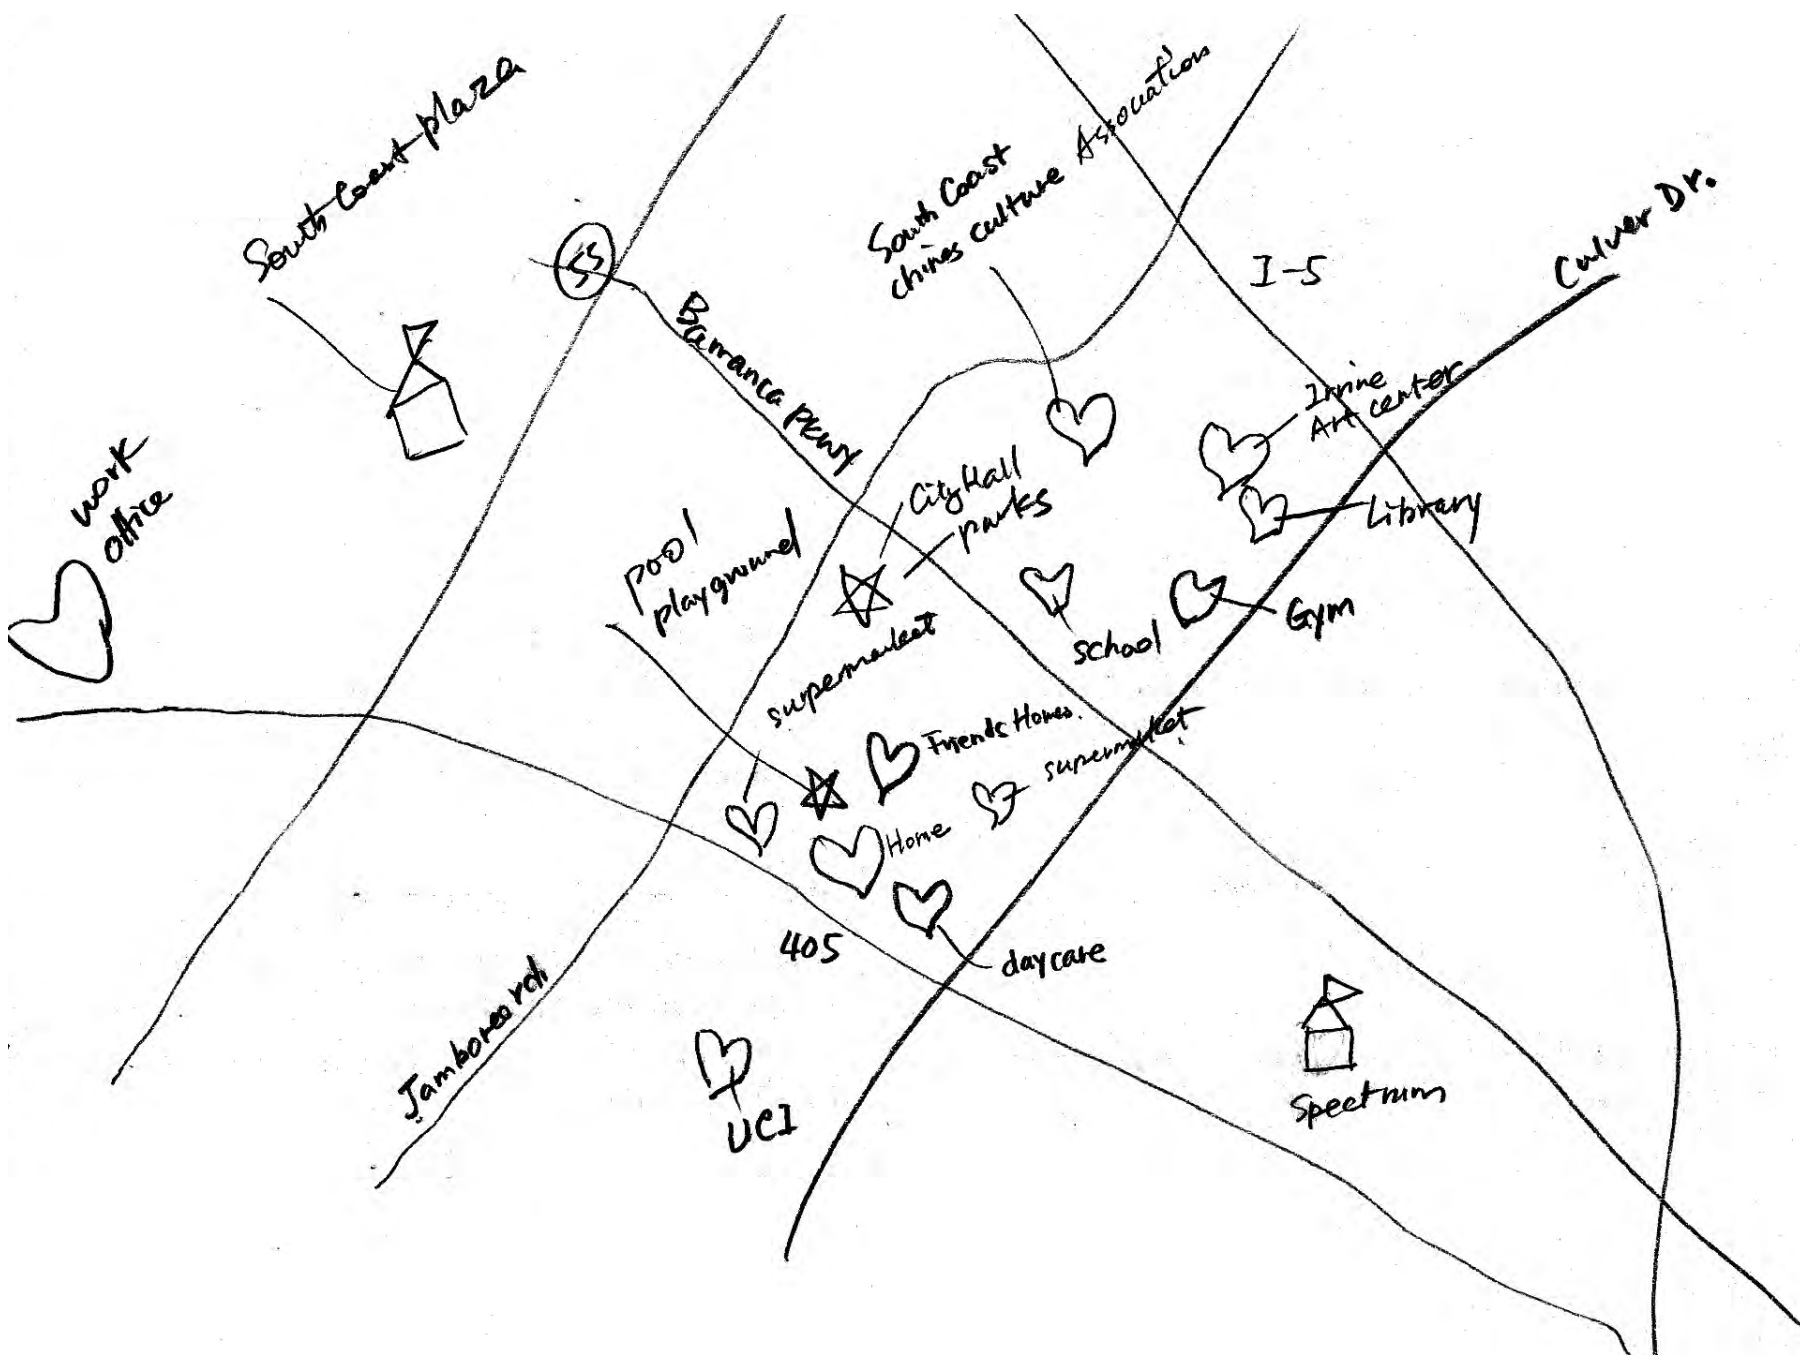 South Coast plaza
55
Barranca pkwy
South Coast
chines culture Association
I-5
Culver Dr.
Irvine
Art center
Library
work
office
City Hall
parks
pool
playground
school
Gym
supermarket
Friends Homes.
supermarket
Home
405
daycare
Jamboree rd
UCI
Spectrum